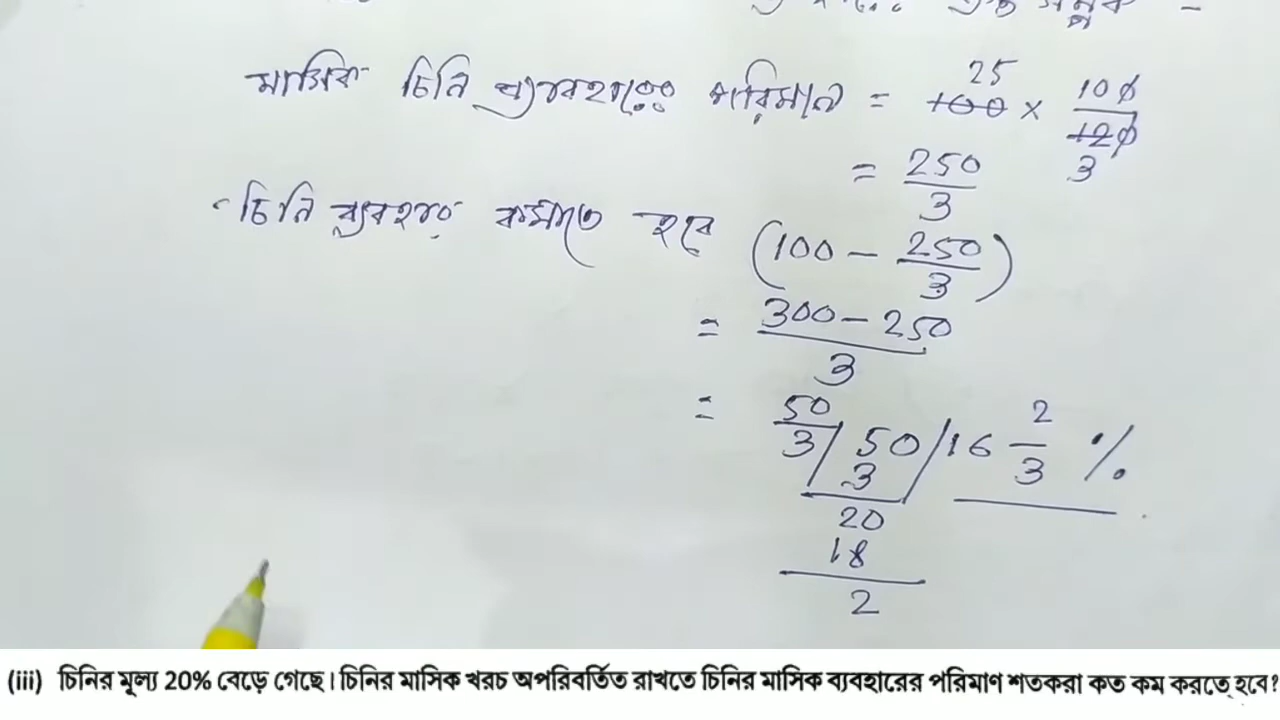 মাসিক চিনি ব্যবহারের পরিমান = 100 × 100/120
25
3
= 250/3
চিনি ব্যবহার কমাতে হবে (100 - 250/3)
= 300 - 250 / 3
= 50/3 / 50 / 16 2/3 %
3
20
18
2
(iii) চিনির মূল্য 20% বেড়ে গেছে। চিনির মাসিক খরচ অপরিবর্তিত রাখতে চিনির মাসিক ব্যবহারের পরিমাণ শতকরা কত কম করতে হবে?